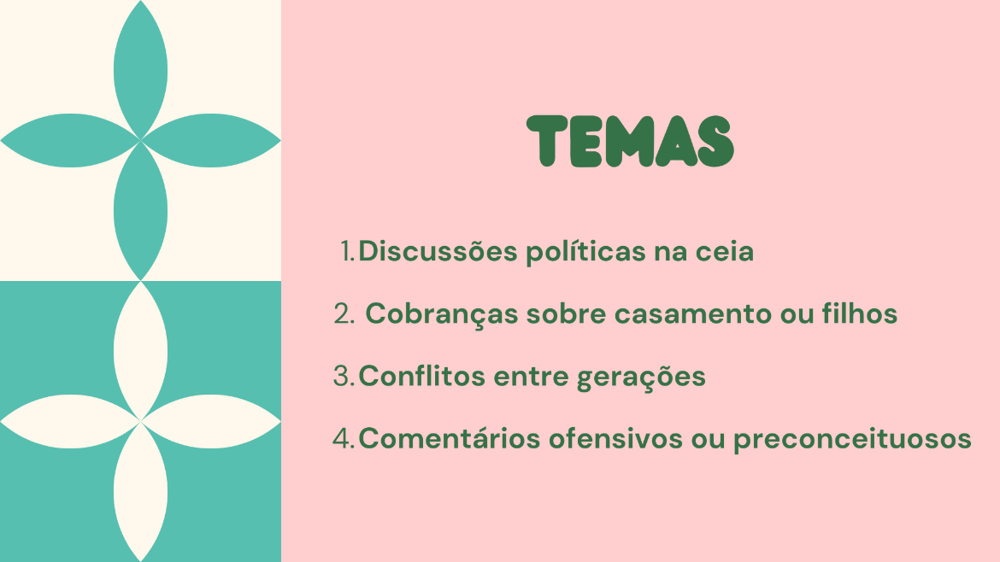 TEMAS
1. Discussões políticas na ceia
2. Cobranças sobre casamento ou filhos
3. Conflitos entre gerações
4. Comentários ofensivos ou preconceituosos